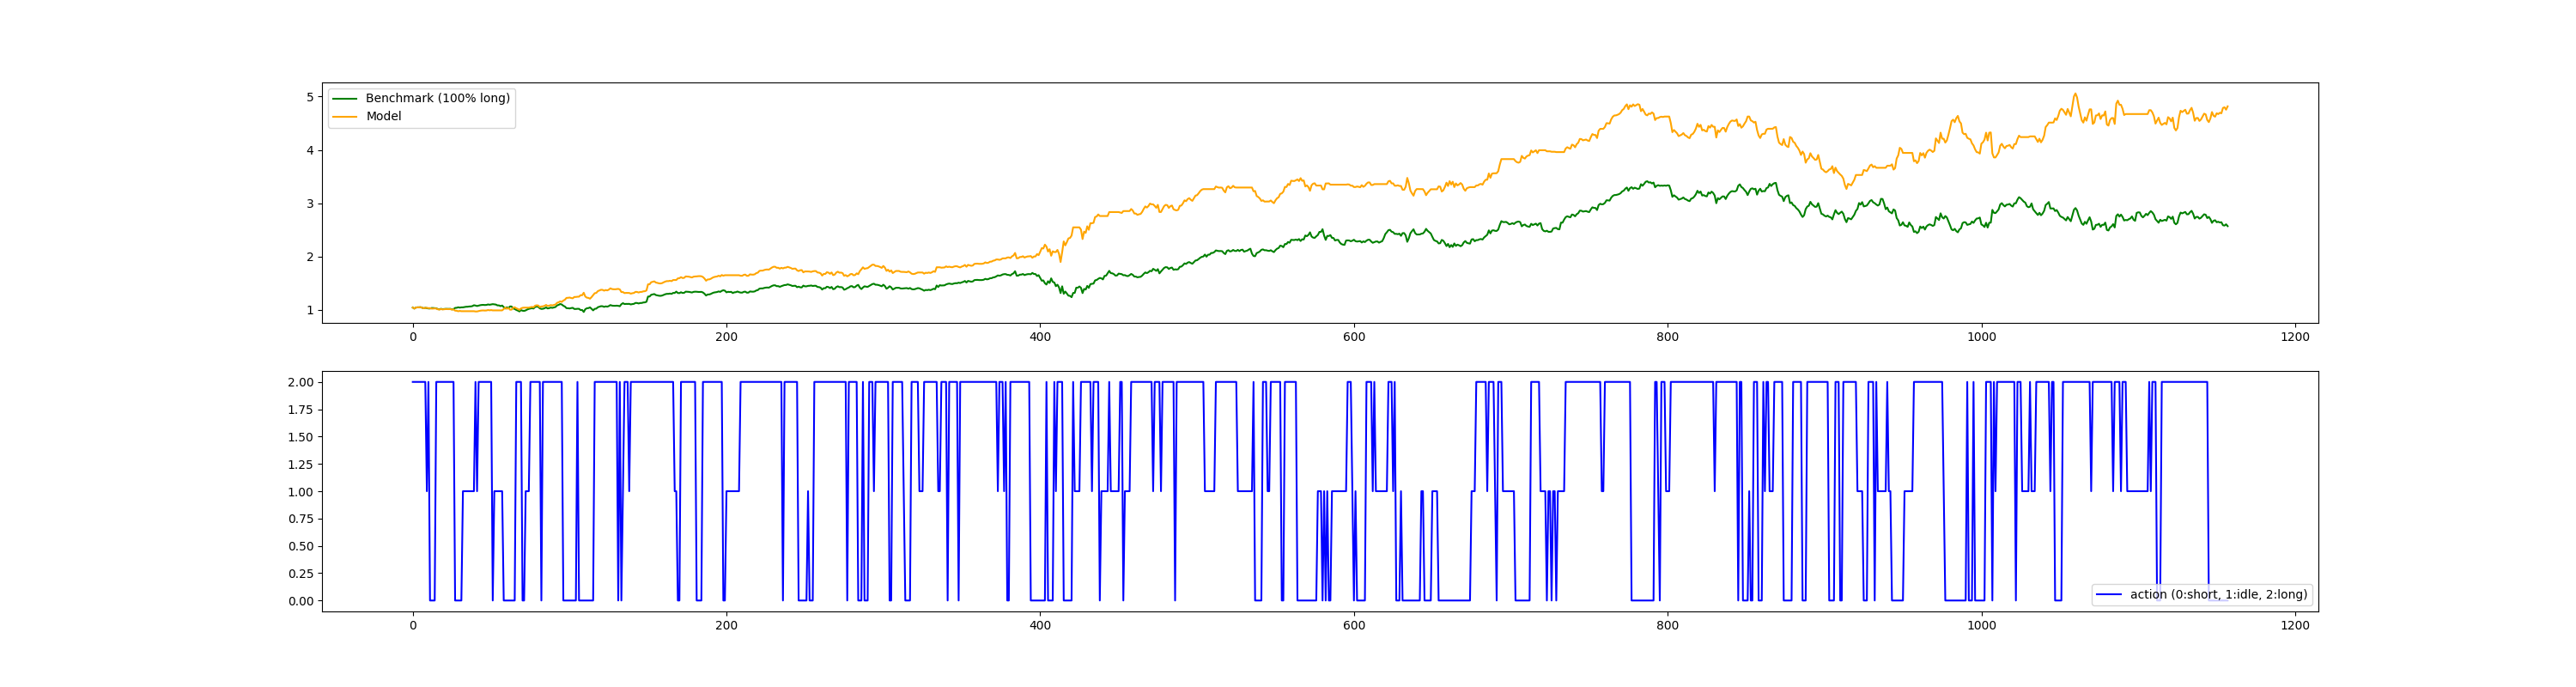 5
4
3
2
1
Benchmark (100% long)
Model
0 200 400 600 800 1000 1200
2.00
1.75
1.50
1.25
1.00
0.75
0.50
0.25
0.00
action (0:short, 1:idle, 2:long)
0 200 400 600 800 1000 1200